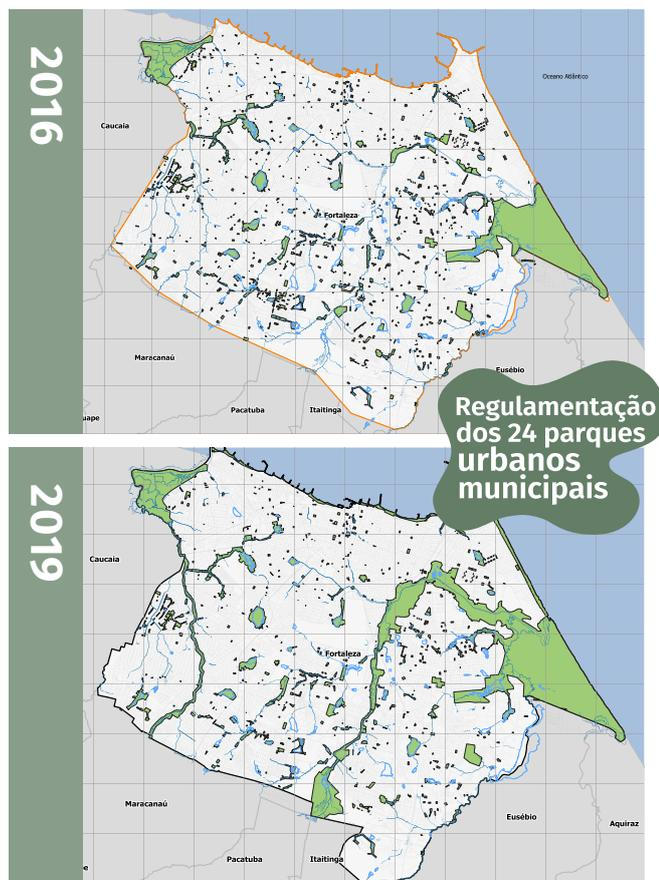 2016
Oceano Atlântico
Caucaia
Fortaleza
Maracanaú
Eusébio
Pacatuba
Itaitinga
uape
Regulamentação
dos 24 parques
urbanos
municipais
2019
Caucaia
Fortaleza
Maracanaú
Eusébio
Aquiraz
Pacatuba
Itaitinga
e